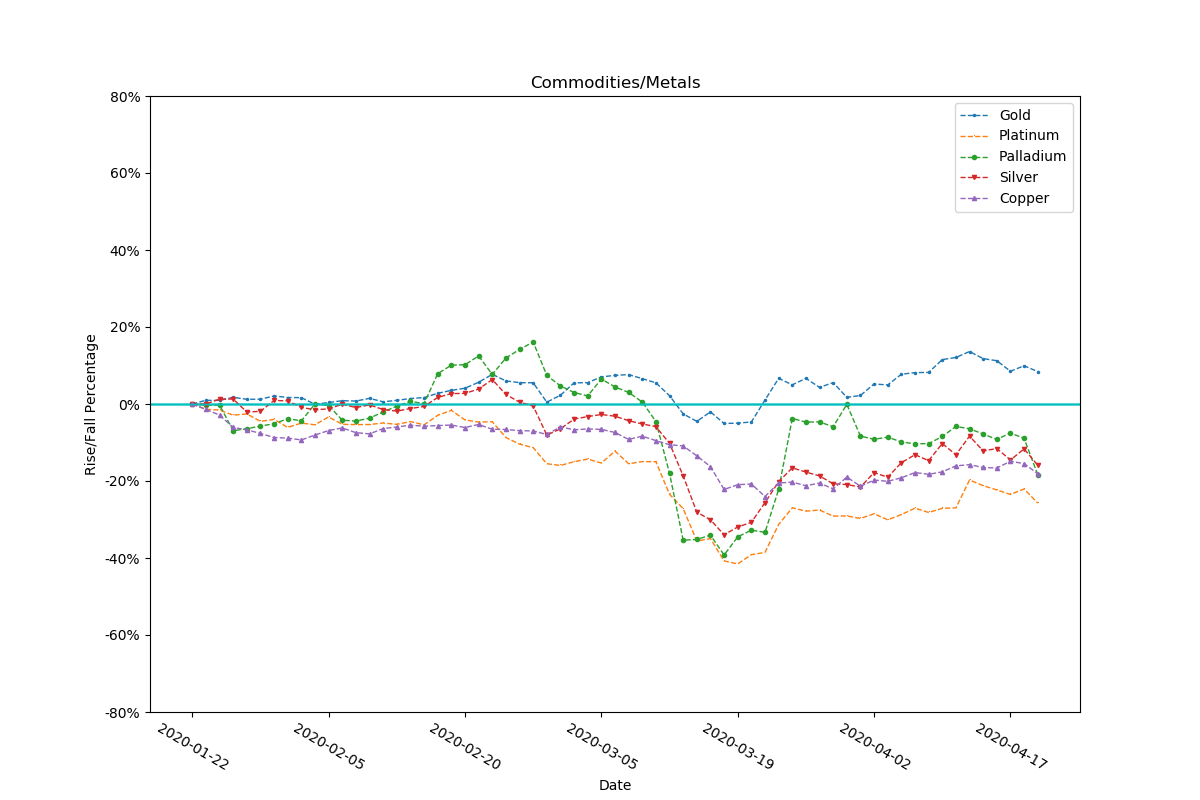 Commodities/Metals
80%
60%
40%
20%
0%
-20%
-40%
-60%
-80%
Rise/Fall Percentage
Gold
Platinum
Palladium
Silver
Copper
2020-01-22
2020-02-05
2020-02-20
2020-03-05
2020-03-19
2020-04-02
2020-04-17
Date